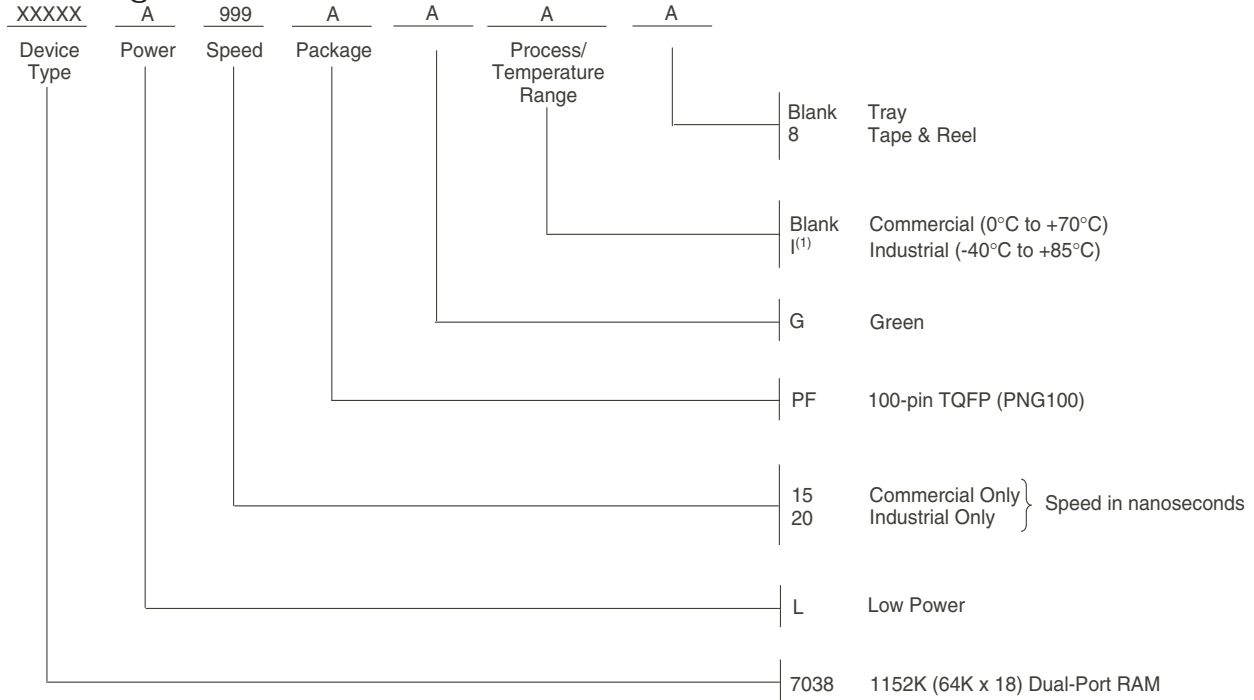 XXXXX A 999 A A A A
Device Type Power Speed Package Process/ Temperature Range
Blank Tray
8 Tape & Reel
Blank Commercial (0°C to +70°C)
I(1) Industrial (-40°C to +85°C)
G Green
PF 100-pin TQFP (PNG100)
15 Commercial Only
20 Industrial Only
Speed in nanoseconds
L Low Power
7038 1152K (64K x 18) Dual-Port RAM